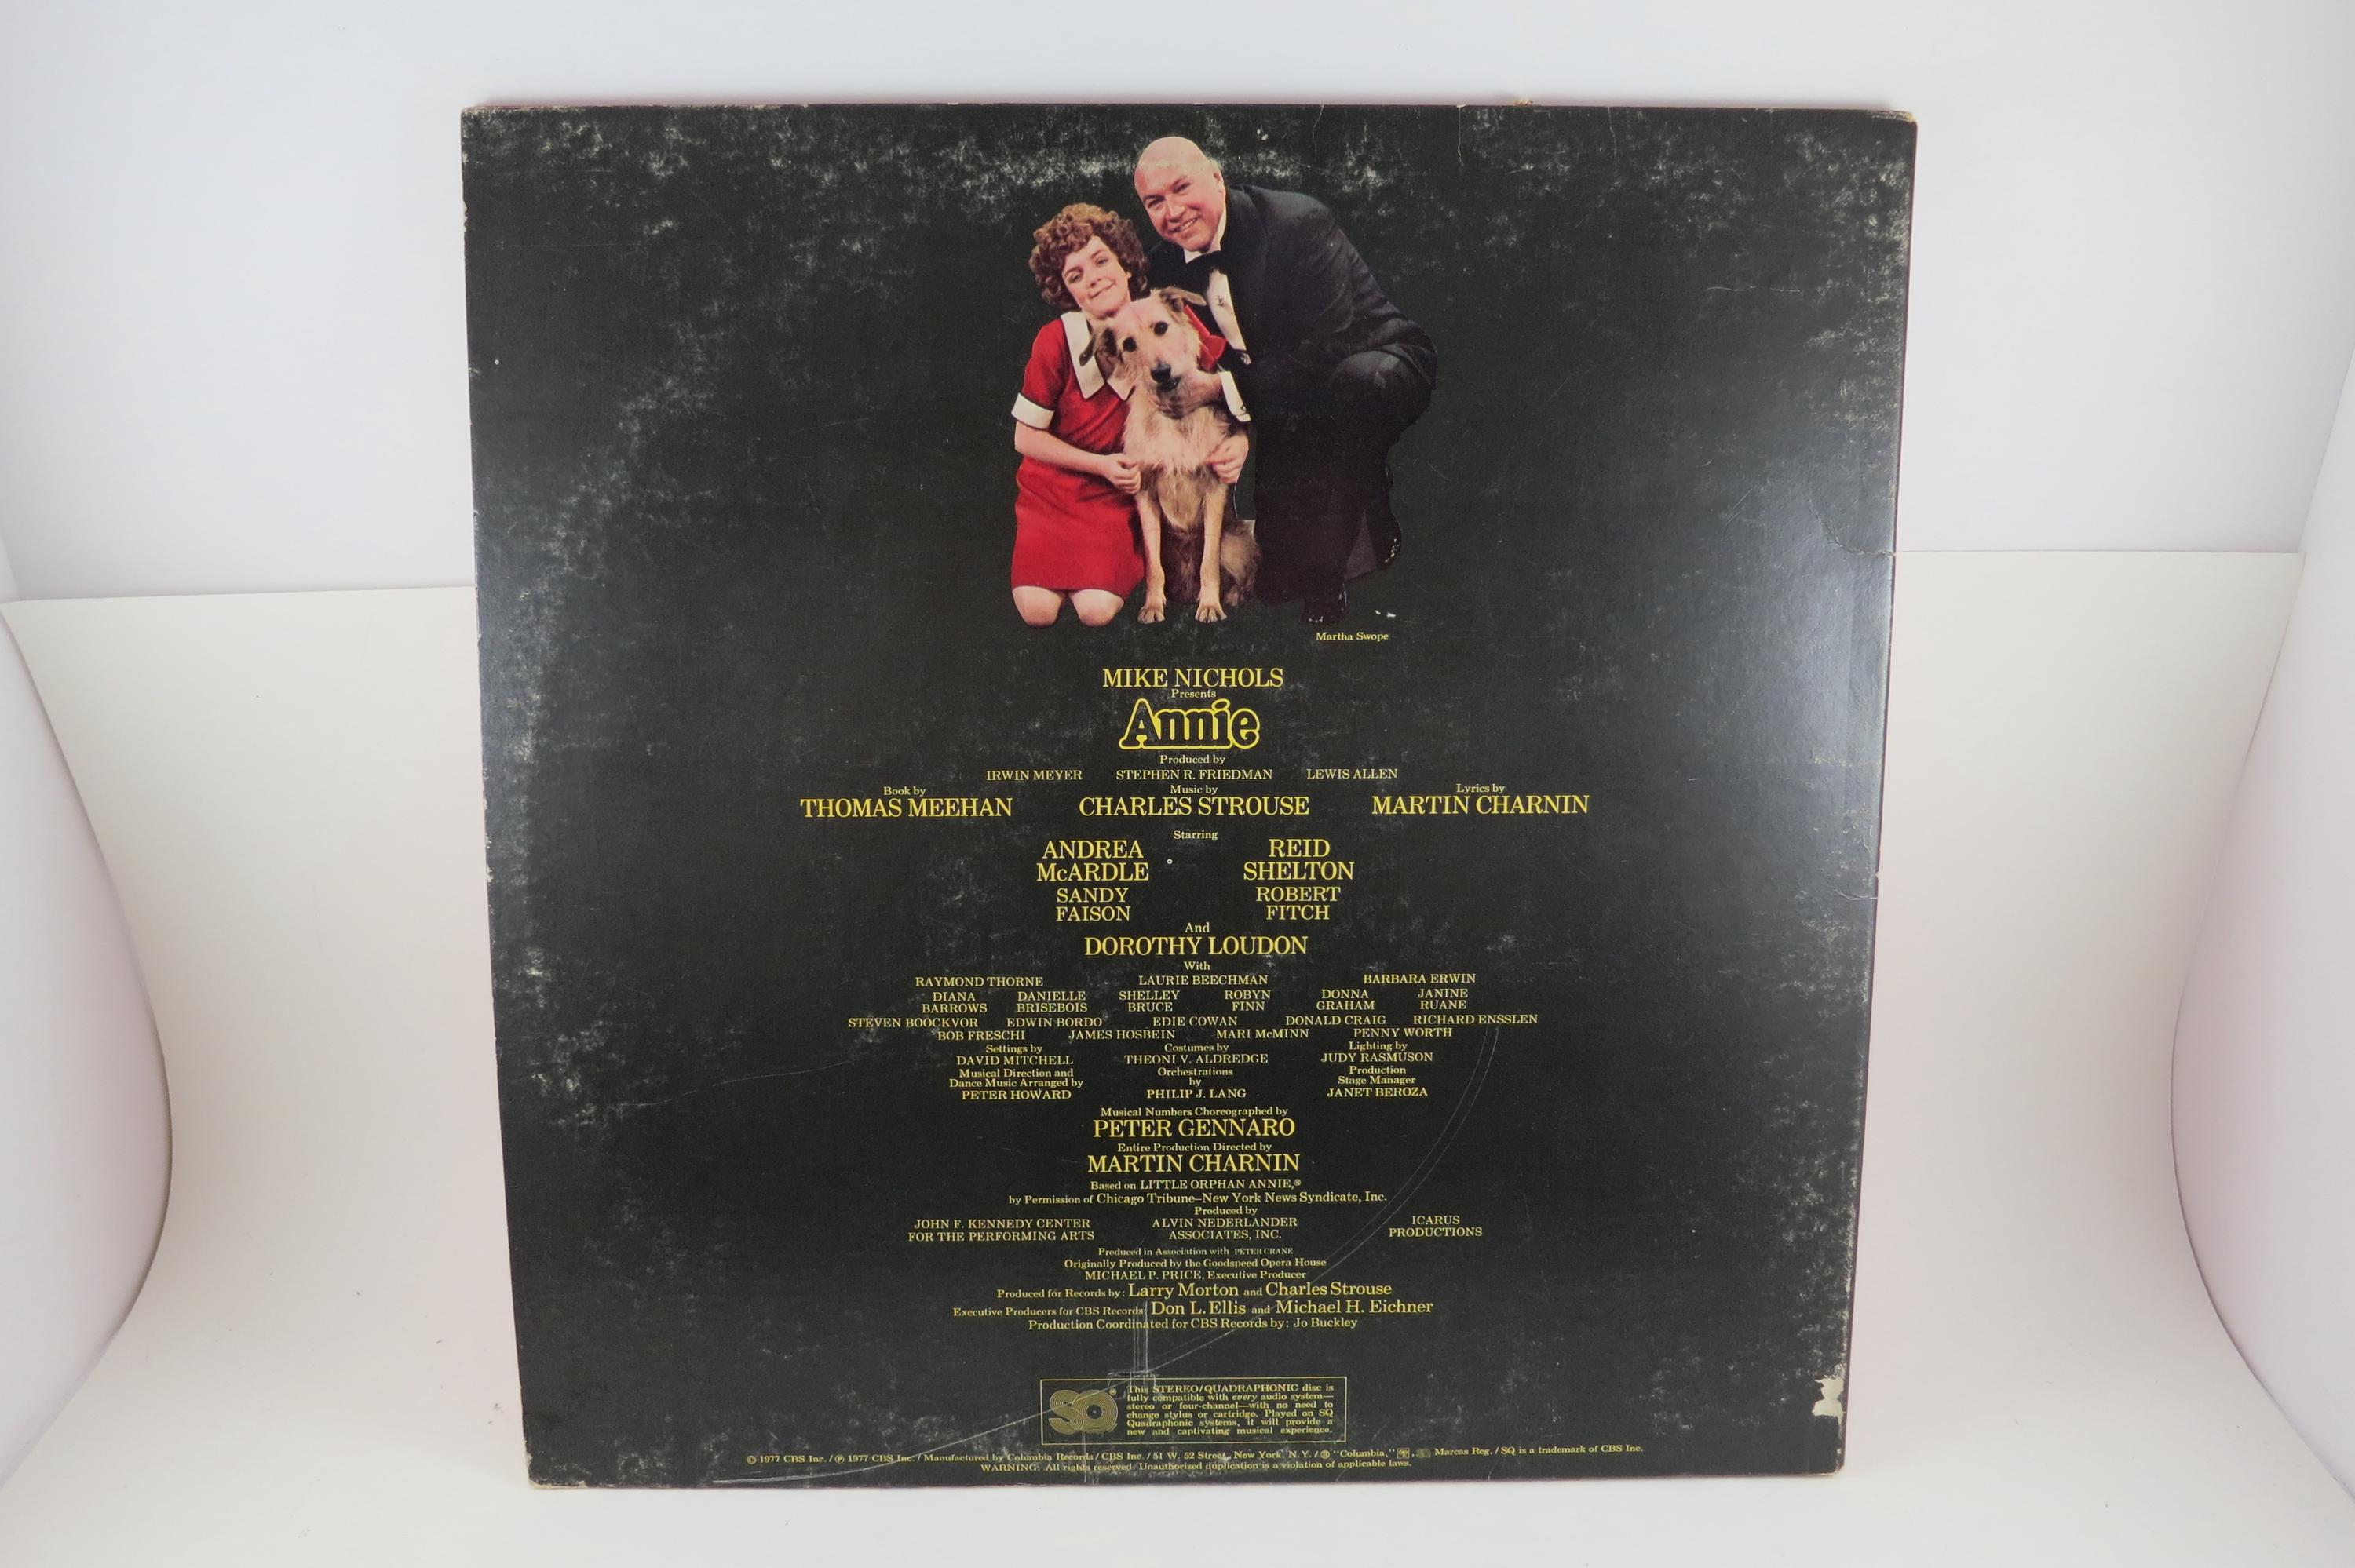 Martha Swope
MIKE NICHOLS
Presents
Annie
Produced by
IRWIN MEYER STEPHEN R. FRIEDMAN LEWIS ALLEN
Book by Music by Lyrics by
THOMAS MEEHAN CHARLES STROUSE MARTIN CHARNIN
Starring
ANDREA REID
McARDLE SHELTON
SANDY ROBERT
FAISON FITCH
And
DOROTHY LOUDON
With
RAYMOND THORNE LAURIE BEECHMAN BARBARA ERWIN
DIANA DANIELLE SHELLEY ROBYN DONNA JANINE
BARROWS BRISEBOIS BRUCE FINN GRAHAM RUANE
STEVEN BOOCKVOR EDWIN BORDO EDIE COWAN DONALD CRAIG RICHARD ENSSLEN
BOB FRESCHI JAMES HOSBEIN MARI McMINN PENNY WORTH
Settings by Costumes by Lighting by
DAVID MITCHELL THEONI V. ALDREDGE JUDY RASMUSON
Musical Direction and Orchestrations Production
Dance Music Arranged by by Stage Manager
PETER HOWARD PHILIP J. LANG JANET BEROZA
Musical Numbers Choreographed by
PETER GENNARO
Entire Production Directed by
MARTIN CHARNIN
Based on LITTLE ORPHAN ANNIE,®
by Permission of Chicago Tribune–New York News Syndicate, Inc.
Produced by
JOHN F. KENNEDY CENTER ALVIN NEDERLANDER ICARUS
FOR THE PERFORMING ARTS ASSOCIATES, INC. PRODUCTIONS
Produced in Association with PETER CRANE
Originally Produced by the Goodspeed Opera House
MICHAEL P. PRICE, Executive Producer
Produced for Records by: Larry Morton and Charles Strouse
Executive Producers for CBS Records: Don L. Ellis and Michael H. Eichner
Production Coordinated for CBS Records by: Jo Buckley
SQ®
This STEREO/QUADRAPHONIC disc is
fully compatible with every audio system—
stereo or four-channel—with no need to
change stylus or cartridge. Played on SQ
Quadraphonic systems, it will provide a
new and captivating musical experience.
© 1977 CBS Inc. / ℗ 1977 CBS Inc. / Manufactured by Columbia Records / CBS Inc. / 51 W. 52 Street, New York, N.Y. / ® "Columbia," Marcas Reg. / SQ is a trademark of CBS Inc.
WARNING: All rights reserved. Unauthorized duplication is a violation of applicable laws.